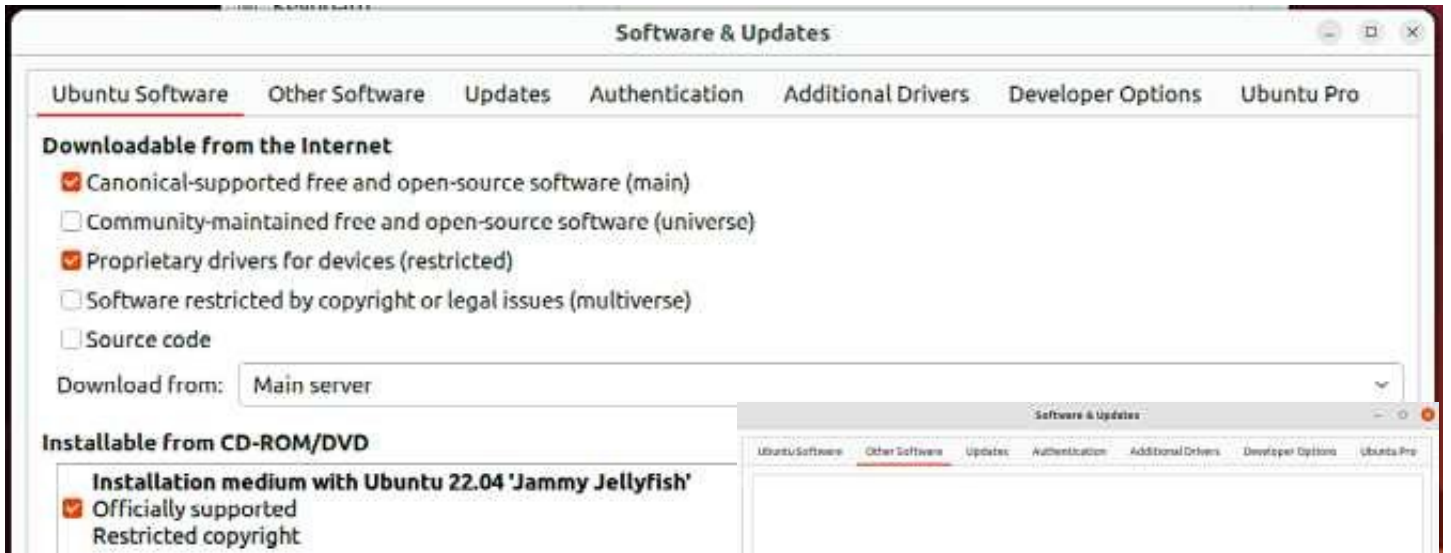 Software & Updates
Ubuntu Software Other Software Updates Authentication Additional Drivers Developer Options Ubuntu Pro
Downloadable from the Internet
Canonical-supported free and open-source software (main)
Community-maintained free and open-source software (universe)
Proprietary drivers for devices (restricted)
Software restricted by copyright or legal issues (multiverse)
Source code
Download from: Main server
Installable from CD-ROM/DVD
Installation medium with Ubuntu 22.04 'Jammy Jellyfish'
Officially supported
Restricted copyright
Software & Updates
Ubuntu Software Other Software Updates Authentication Additional Drivers Developer Options Ubuntu Pro